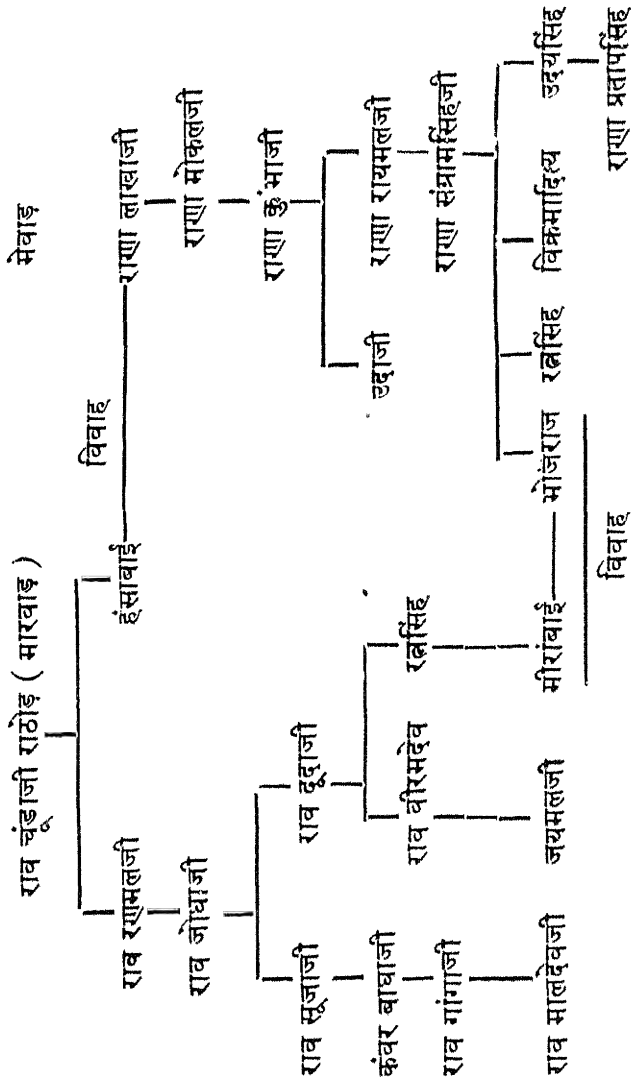 राव चूंडाजी राठोड़ ( मारवाड़ ) मेवाड़
राव रणमलजी हंसाबाई विवाह राणा लाखाजी
राव जोधाजी राणा मोकलजी
राणा कुंभाजी
राव सूजाजी राव दूदाजी
कंवर बाघाजी उदाजी राणा रायमलजी
राव गांगाजी राव वीरमदेव रत्नसिंह राणा संग्रामसिंहजी
राव मालदेवजी जयमलजी मीरांबाई भोजराज रत्नसिंह विक्रमादित्य उदयसिंह
विवाह राणा प्रतापसिंह